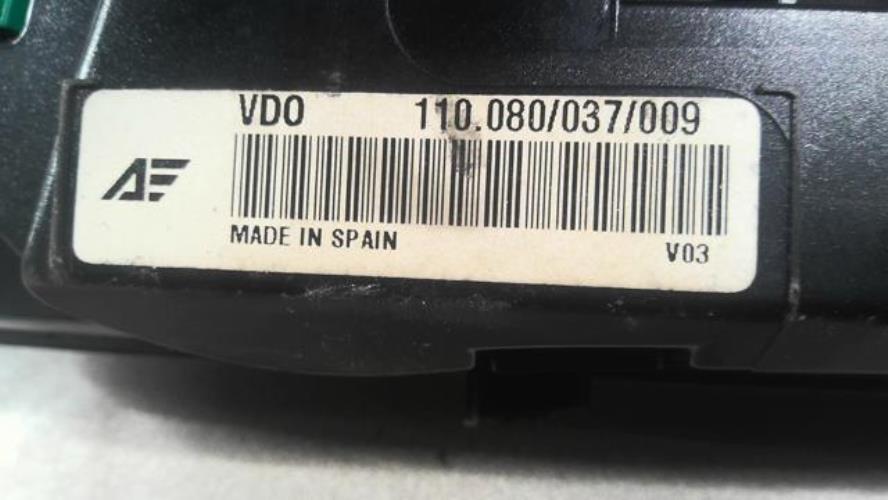 VDO 110.080/037/009
AE
MADE IN SPAIN V03